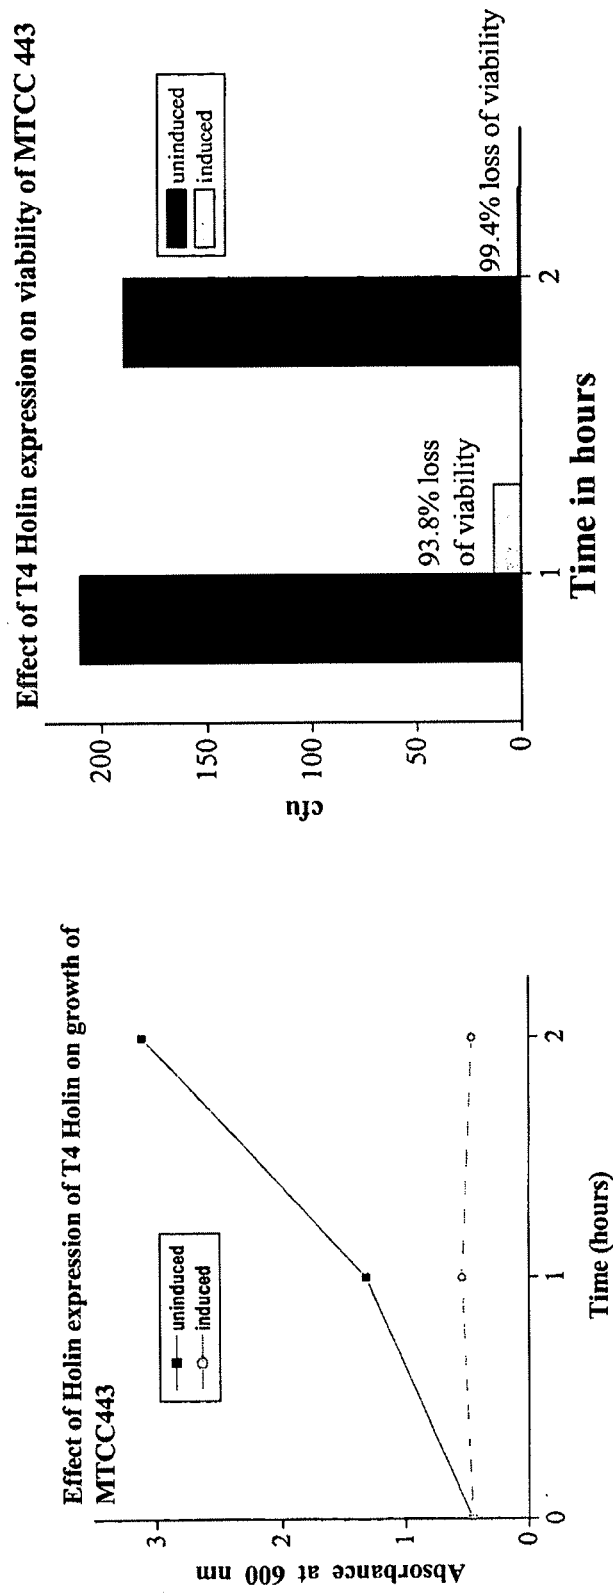 Effect of Holin expression of T4 Holin on growth of
MTCC443
uninduced
induced
Absorbance at 600 nm
3
2
1
0
0
1
2
Time (hours)
Effect of T4 Holin expression on viability of MTCC 443
uninduced
induced
cfu
200
150
100
50
0
93.8% loss
of viability
99.4% loss of viability
1
2
Time in hours